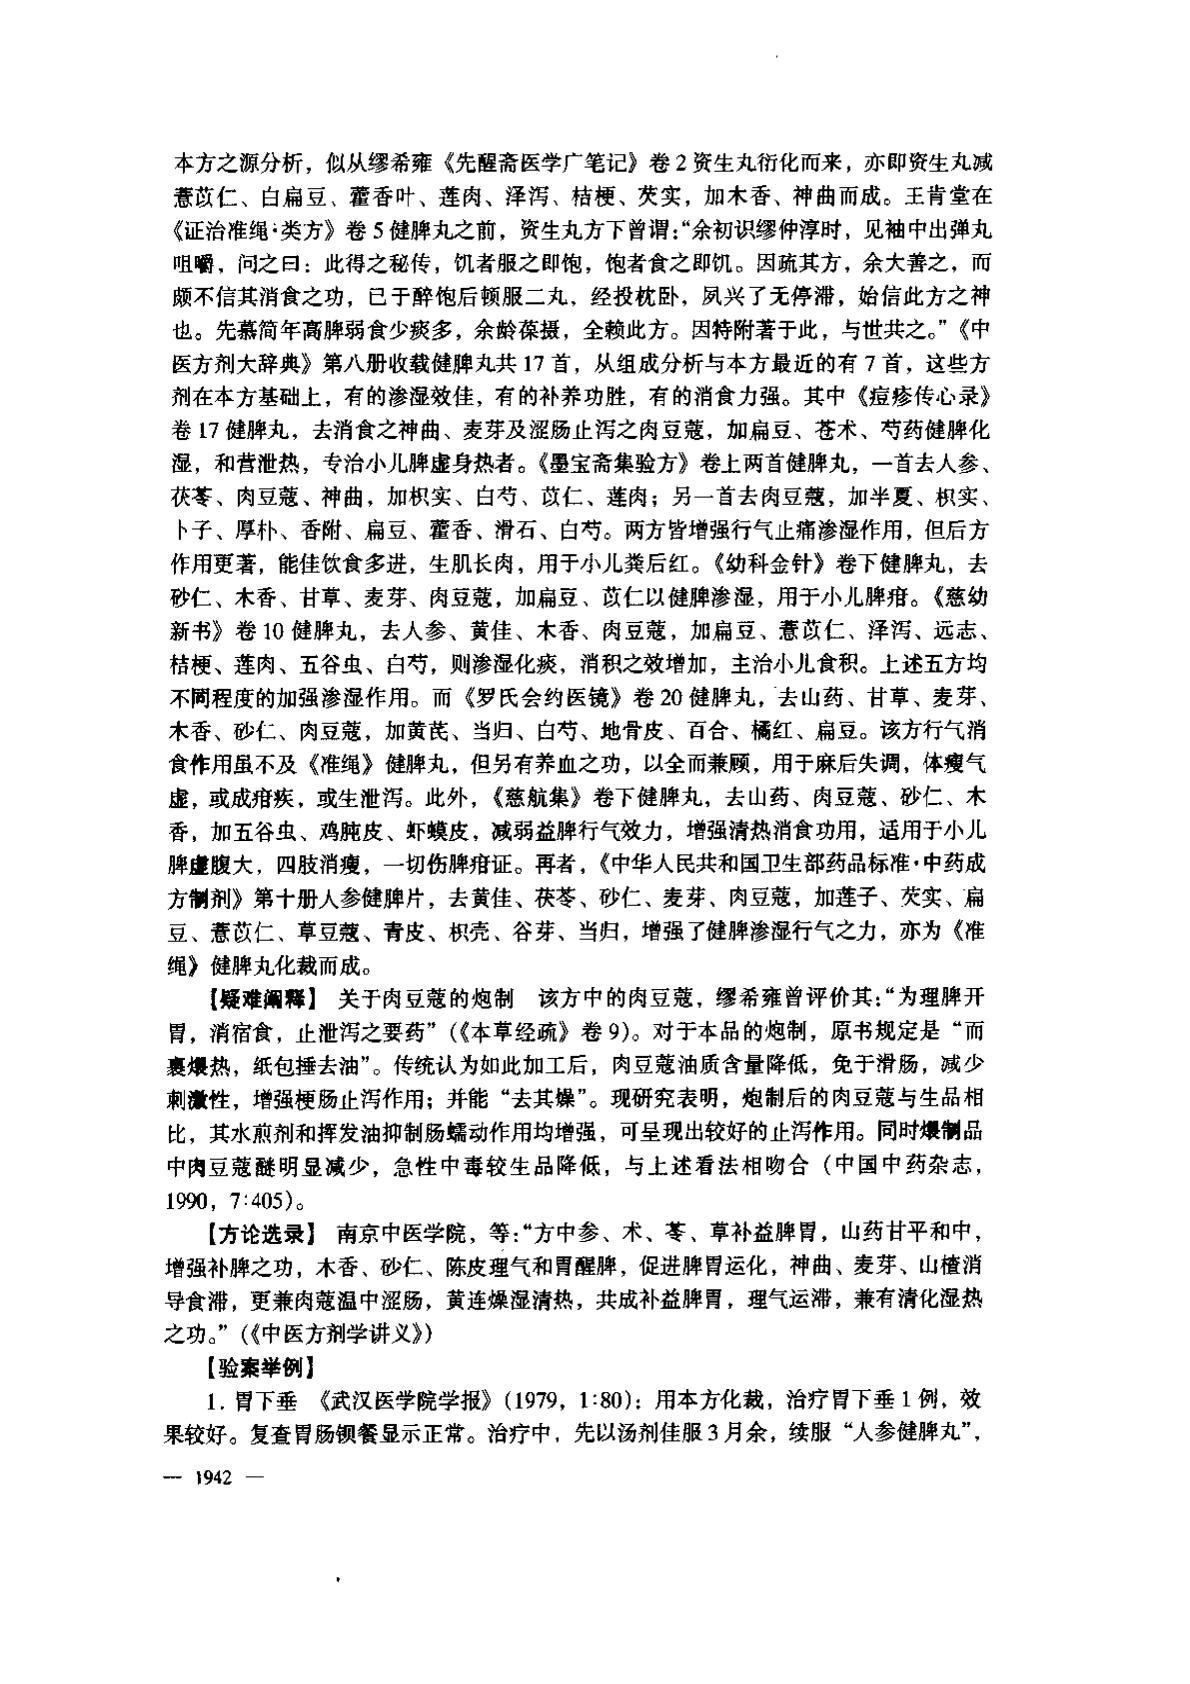 本方之源分析，似从缪希雍《先醒斋医学广笔记》卷2资生丸衍化而来，亦即资生丸减
薏苡仁、白扁豆、藿香叶、莲肉、泽泻、桔梗、芡实，加木香、神曲而成。王肯堂在
《证治准绳·类方》卷5健脾丸之前，资生丸方下曾谓：“余初识缪仲淳时，见袖中出弹丸
咀嚼，问之曰：此得之秘传，饥者服之即饱，饱者食之即饥。因疏其方，余大善之，而
颇不信其消食之功，已于醉饱后顿服二丸，经投枕卧，夙兴了无停滞，始信此方之神
也。先慕简年高脾弱食少痰多，余龄葆摄，全赖此方。因特附著于此，与世共之。”《中
医方剂大辞典》第八册收载健脾丸共17首，从组成分析与本方最近的有7首，这些方
剂在本方基础上，有的渗湿效佳，有的补养功胜，有的消食力强。其中《痘疹传心录》
卷17健脾丸，去消食之神曲、麦芽及涩肠止泻之肉豆蔻，加扁豆、苍术、芍药健脾化
湿，和营泄热，专治小儿脾虚身热者。《墨宝斋集验方》卷上两首健脾丸，一首去人参、
茯苓、肉豆蔻、神曲，加枳实、白芍、苡仁、莲肉；另一首去肉豆蔻，加半夏、枳实、
卜子、厚朴、香附、扁豆、藿香、滑石、白芍。两方皆增强行气止痛渗湿作用，但后方
作用更著，能佳饮食多进，生肌长肉，用于小儿粪后红。《幼科金针》卷下健脾丸，去
砂仁、木香、甘草、麦芽、肉豆蔻，加扁豆、苡仁以健脾渗湿，用于小儿脾疳。《慈幼
新书》卷10健脾丸，去人参、黄佳、木香、肉豆蔻，加扁豆、薏苡仁、泽泻、远志、
桔梗、莲肉、五谷虫、白芍，则渗湿化痰，消积之效增加，主治小儿食积。上述五方均
不同程度的加强渗湿作用。而《罗氏会约医镜》卷20健脾丸，去山药、甘草、麦芽、
木香、砂仁、肉豆蔻，加黄芪、当归、白芍、地骨皮、百合、橘红、扁豆。该方行气消
食作用虽不及《准绳》健脾丸，但另有养血之功，以全而兼顾，用于麻后失调，体瘦气
虚，或成疳疾，或生泄泻。此外，《慈航集》卷下健脾丸，去山药、肉豆蔻、砂仁、木
香，加五谷虫、鸡肫皮、虾蟆皮，减弱益脾行气效力，增强清热消食功用，适用于小儿
脾虚腹大，四肢消瘦，一切伤脾疳证。再者，《中华人民共和国卫生部药品标准·中药成
方制剂》第十册人参健脾片，去黄佳、茯苓、砂仁、麦芽、肉豆蔻，加莲子、芡实、扁
豆、薏苡仁、草豆蔻、青皮、枳壳、谷芽、当归，增强了健脾渗湿行气之力，亦为《准
绳》健脾丸化裁而成。
【疑难阐释】 关于肉豆蔻的炮制 该方中的肉豆蔻，缪希雍曾评价其：“为理脾开
胃，消宿食，止泄泻之要药”（《本草经疏》卷9）。对于本品的炮制，原书规定是“而
裹煨热，纸包捶去油”。传统认为如此加工后，肉豆蔻油质含量降低，免于滑肠，减少
刺激性，增强梗肠止泻作用；并能“去其燥”。现研究表明，炮制后的肉豆蔻与生品相
比，其水煎剂和挥发油抑制肠蠕动作用均增强，可呈现出较好的止泻作用。同时煨制品
中肉豆蔻醚明显减少，急性中毒较生品降低，与上述看法相吻合（中国中药杂志，
1990，7:405）。
【方论选录】 南京中医学院，等：“方中参、术、苓、草补益脾胃，山药甘平和中，
增强补脾之功，木香、砂仁、陈皮理气和胃醒脾，促进脾胃运化，神曲、麦芽、山楂消
导食滞，更兼肉蔻温中涩肠，黄连燥湿清热，共成补益脾胃，理气运滞，兼有清化湿热
之功。”（《中医方剂学讲义》）
【验案举例】
1. 胃下垂 《武汉医学院学报》（1979，1:80）：用本方化裁，治疗胃下垂1例，效
果较好。复查胃肠钡餐显示正常。治疗中，先以汤剂佳服3月余，续服“人参健脾丸”，
— 1942 —